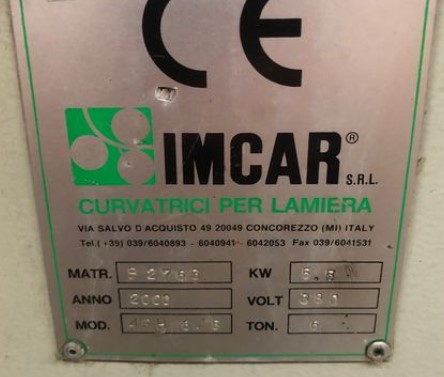 CE
IMCAR® S.R.L.
CURVATRICI PER LAMIERA
VIA SALVO D'ACQUISTO 49 20049 CONCOREZZO (MI) ITALY
Tel.(+39) 039/6040893 - 6040941 - 6042053 Fax 039/6041531
MATR. KW
ANNO 2000 VOLT 380
MOD. TON. 6